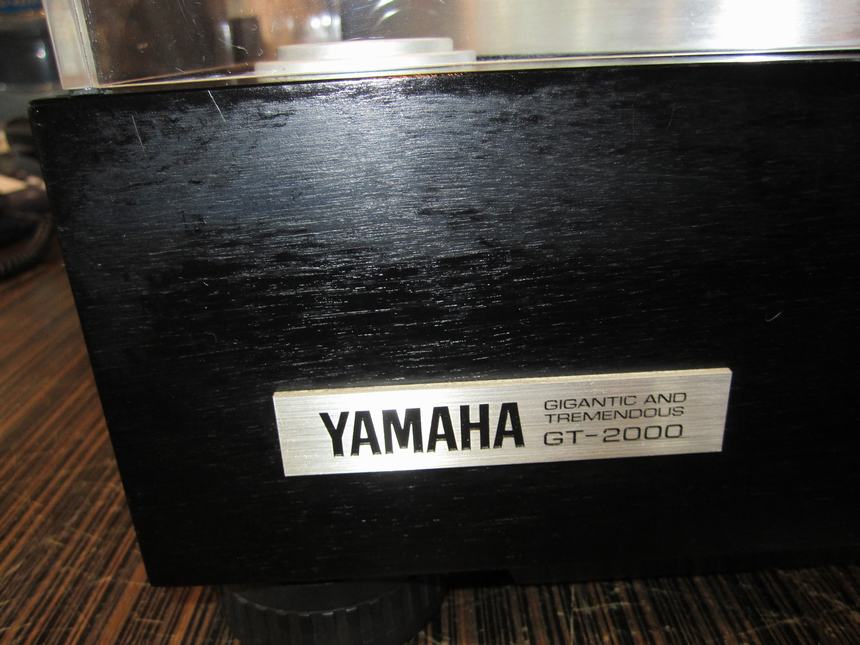 YAMAHA
GIGANTIC AND
TREMENDOUS
GT-2000